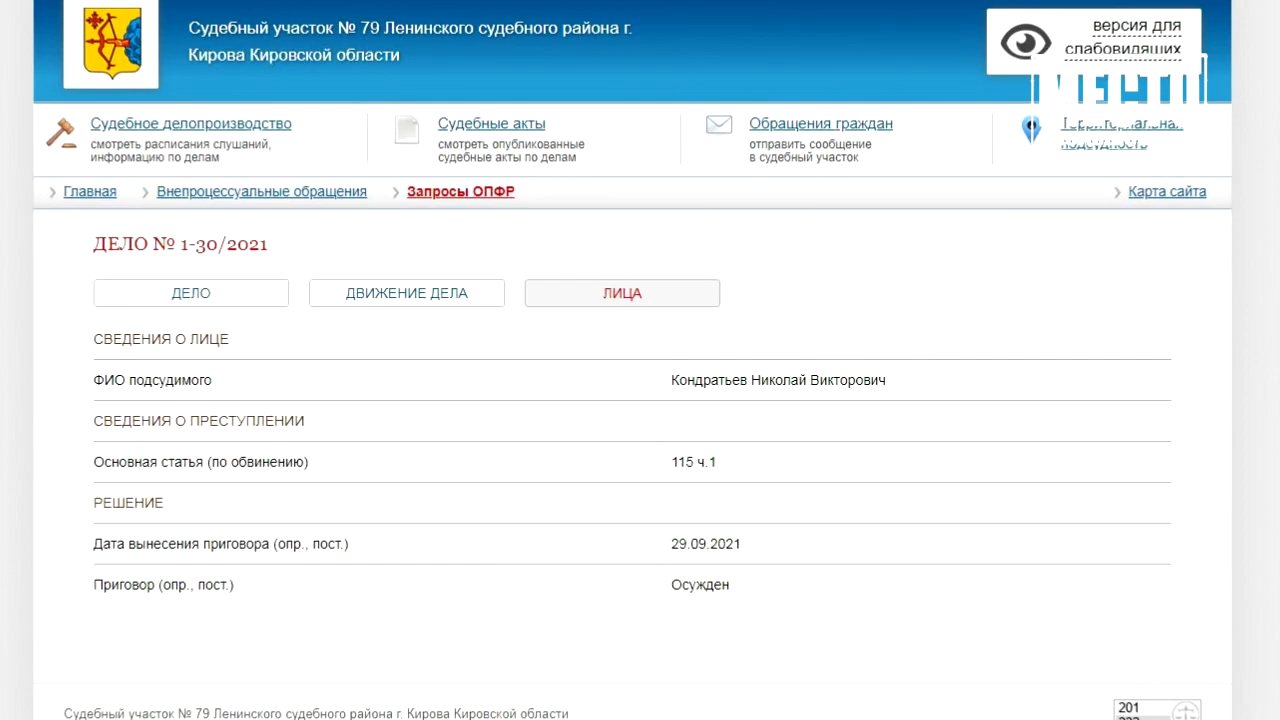 Судебный участок № 79 Ленинского судебного района г.
Кирова Кировской области
версия для
слабовидящих
МЕСТО
Судебное делопроизводство
смотреть расписания слушаний,
информацию по делам
Судебные акты
смотреть опубликованные
судебные акты по делам
Обращения граждан
отправить сообщение
в судебный участок
Территориальная
подсудность
Главная
Внепроцессуальные обращения
Запросы ОПФР
Карта сайта
ДЕЛО № 1-30/2021
ДЕЛО
ДВИЖЕНИЕ ДЕЛА
ЛИЦА
СВЕДЕНИЯ О ЛИЦЕ
ФИО подсудимого Кондратьев Николай Викторович
СВЕДЕНИЯ О ПРЕСТУПЛЕНИИ
Основная статья (по обвинению) 115 ч.1
РЕШЕНИЕ
Дата вынесения приговора (опр., пост.) 29.09.2021
Приговор (опр., пост.) Осужден
Судебный участок № 79 Ленинского судебного района г. Кирова Кировской области
201